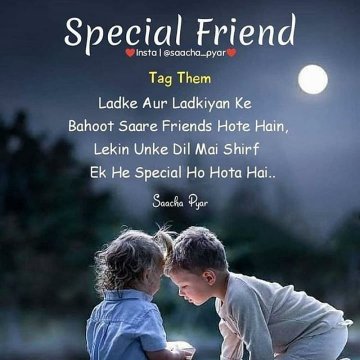 Special Friend
❤Insta | @saacha_pyar❤
Tag Them
Ladke Aur Ladkiyan Ke
Bahoot Saare Friends Hote Hain,
Lekin Unke Dil Mai Shirf
Ek He Special Ho Hota Hai..
Saacha Pyar